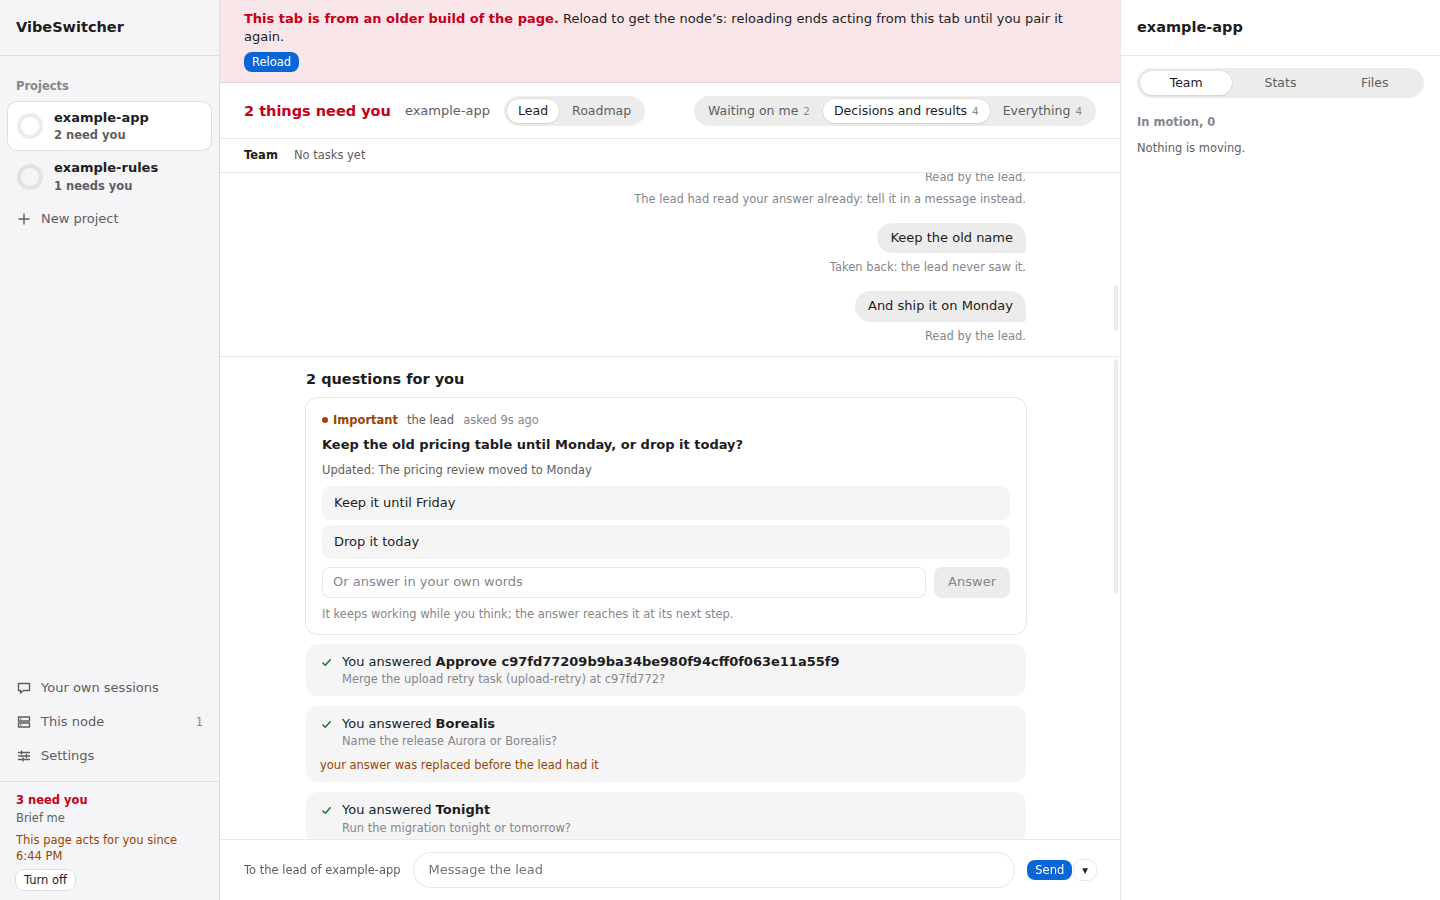 VibeSwitcher
Projects
example-app
2 need you
example-rules
1 needs you
New project
Your own sessions
This node 1
Settings
3 need you
Brief me
This page acts for you since
6:44 PM
Turn off
This tab is from an older build of the page. Reload to get the node’s: reloading ends acting from this tab until you pair it
again.
Reload
2 things need you example-app Lead Roadmap Waiting on me 2 Decisions and results 4 Everything 4
Team No tasks yet
Read by the lead.
The lead had read your answer already: tell it in a message instead.
Keep the old name
Taken back: the lead never saw it.
And ship it on Monday
Read by the lead.
2 questions for you
Important the lead asked 9s ago
Keep the old pricing table until Monday, or drop it today?
Updated: The pricing review moved to Monday
Keep it until Friday
Drop it today
Or answer in your own words Answer
It keeps working while you think; the answer reaches it at its next step.
You answered Approve c97fd77209b9ba34be980f94cff0f063e11a55f9
Merge the upload retry task (upload-retry) at c97fd772?
You answered Borealis
Name the release Aurora or Borealis?
your answer was replaced before the lead had it
You answered Tonight
Run the migration tonight or tomorrow?
To the lead of example-app Message the lead Send
example-app
Team Stats Files
In motion, 0
Nothing is moving.